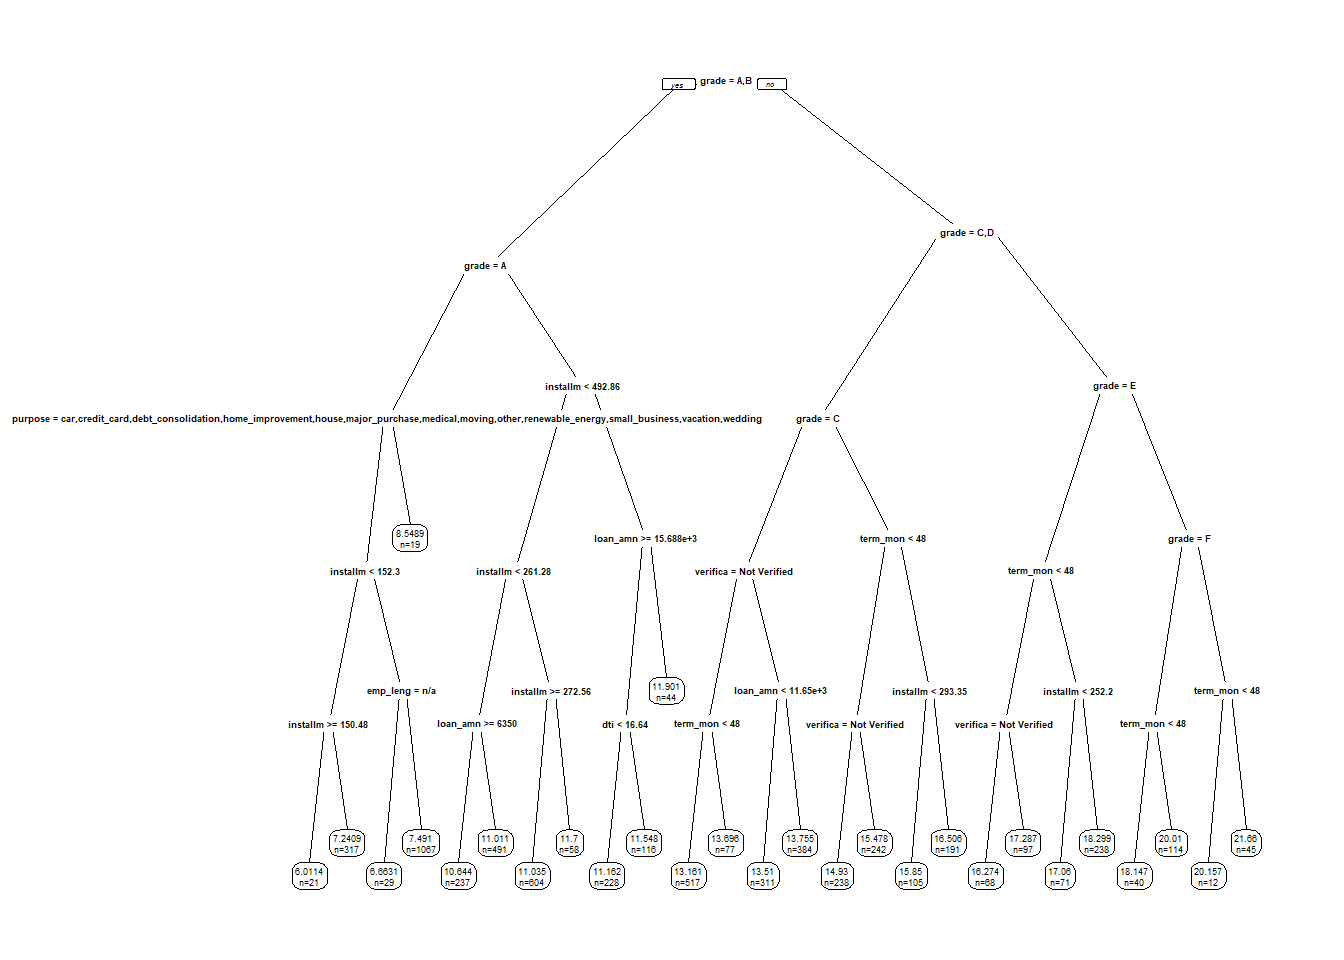 yes
grade = A,B
no
grade = C,D
grade = A
installm < 492.86
grade = E
purpose = car,credit_card,debt_consolidation,home_improvement,house,major_purchase,medical,moving,other,renewable_energy,small_business,vacation,wedding
grade = C
8.5489
n=19
loan_amn >= 15.688e+3
term_mon < 48
grade = F
installm < 152.3
installm < 261.28
verifica = Not Verified
term_mon < 48
emp_leng = n/a
installm >= 272.56
11.901
n=44
loan_amn < 11.65e+3
installm < 293.35
installm < 252.2
term_mon < 48
installm >= 150.48
loan_amn >= 6350
dti < 16.64
term_mon < 48
verifica = Not Verified
verifica = Not Verified
term_mon < 48
7.2409
n=317
7.491
n=1067
11.011
n=491
11.7
n=58
11.548
n=116
13.696
n=77
13.755
n=384
15.478
n=242
16.506
n=191
17.287
n=97
18.299
n=238
20.01
n=114
21.66
n=45
6.0114
n=21
6.6631
n=29
10.644
n=237
11.035
n=604
11.162
n=228
13.161
n=517
13.51
n=311
14.93
n=238
15.85
n=105
16.274
n=68
17.06
n=71
18.147
n=40
20.157
n=12